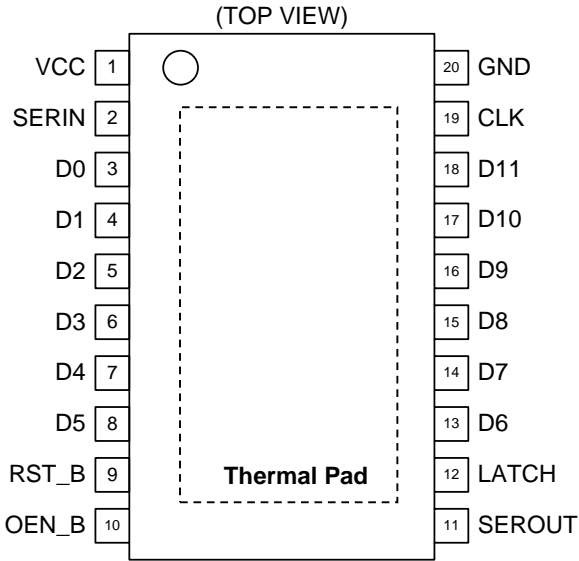 (TOP VIEW)
VCC 1 20 GND
SERIN 2 19 CLK
D0 3 18 D11
D1 4 17 D10
D2 5 16 D9
D3 6 15 D8
D4 7 14 D7
D5 8 13 D6
RST_B 9 Thermal Pad 12 LATCH
OEN_B 10 11 SEROUT